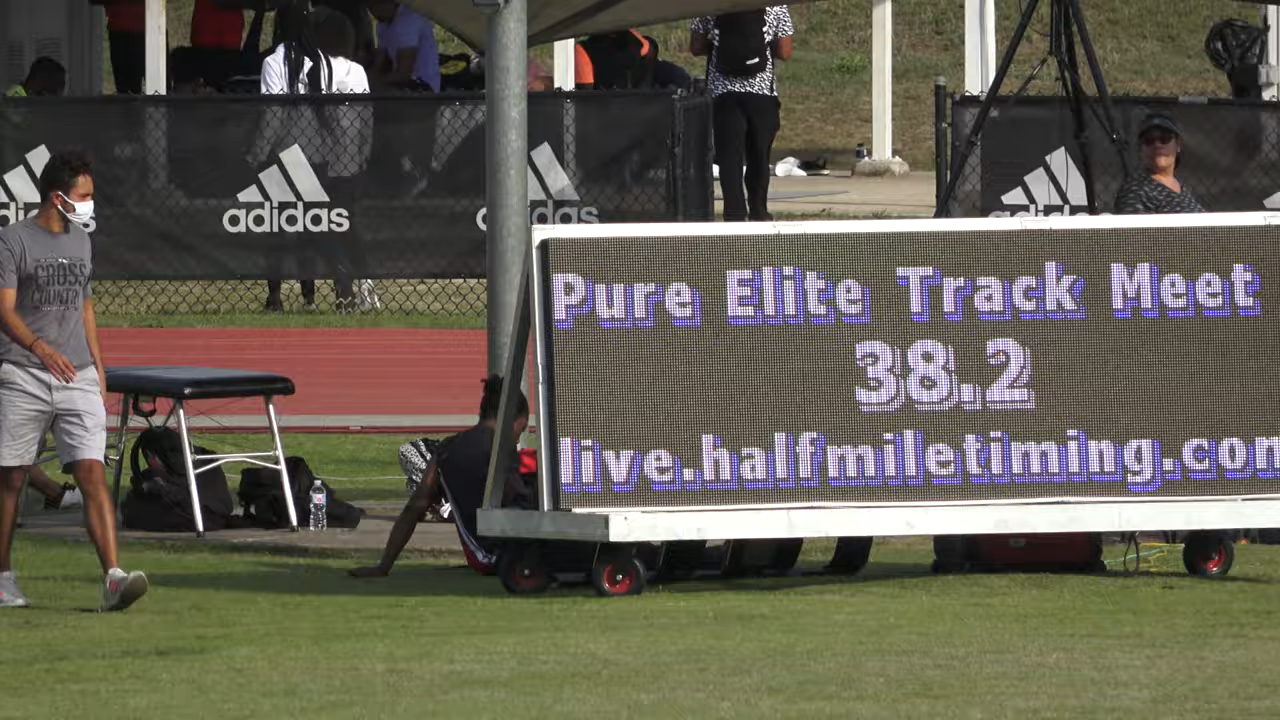 adidas
adidas
adidas
CROSS
COUNTRY
Pure Elite Track Meet
38.2
live.halfmiletiming.com